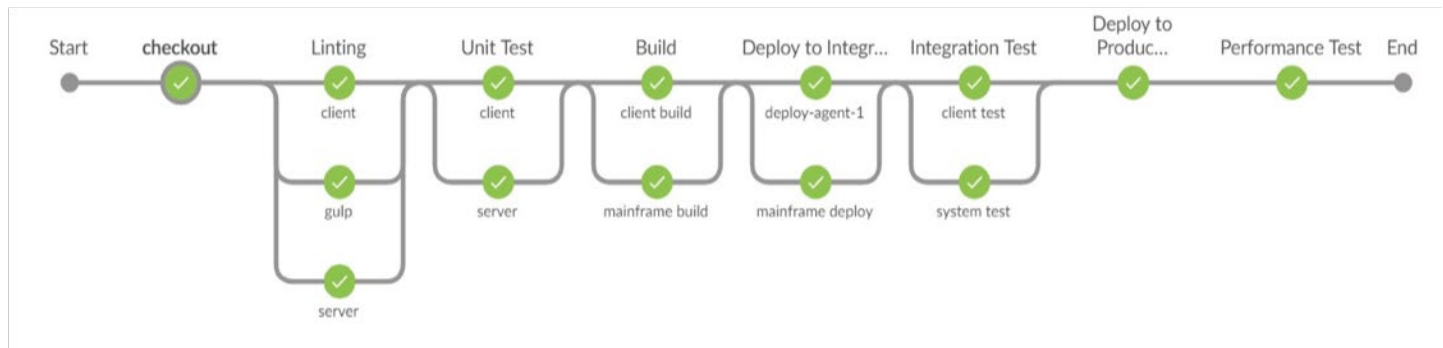 Start
checkout
Linting
Unit Test
Build
Deploy to Integr...
Integration Test
Deploy to
Produc...
Performance Test
End
client
client
client build
deploy-agent-1
client test
gulp
server
mainframe build
mainframe deploy
system test
server